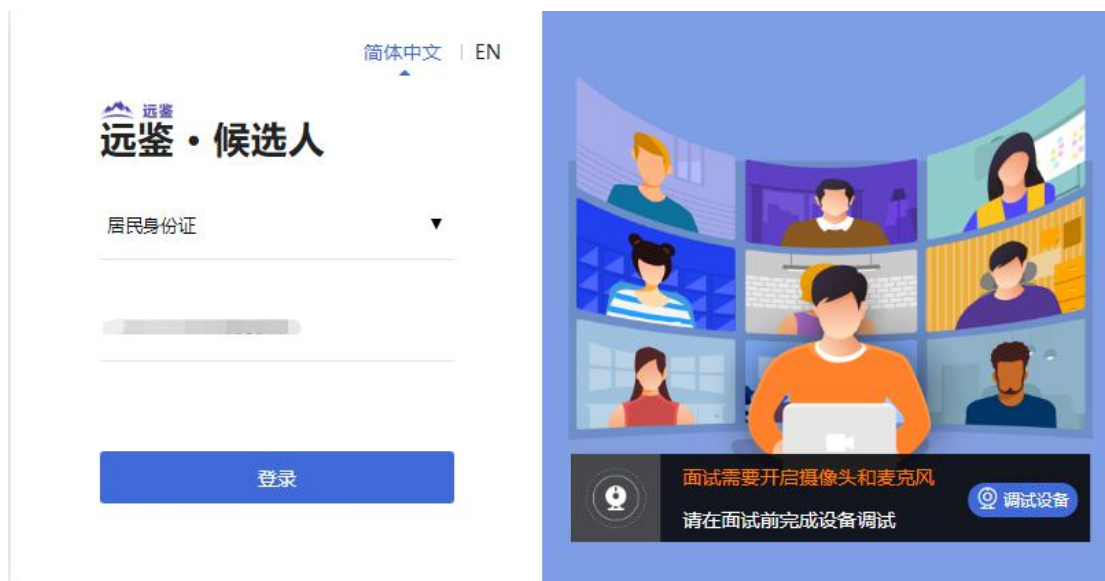 简体中文 | EN
远鉴
远鉴·候选人
居民身份证
登录
面试需要开启摄像头和麦克风
请在面试前完成设备调试
调试设备